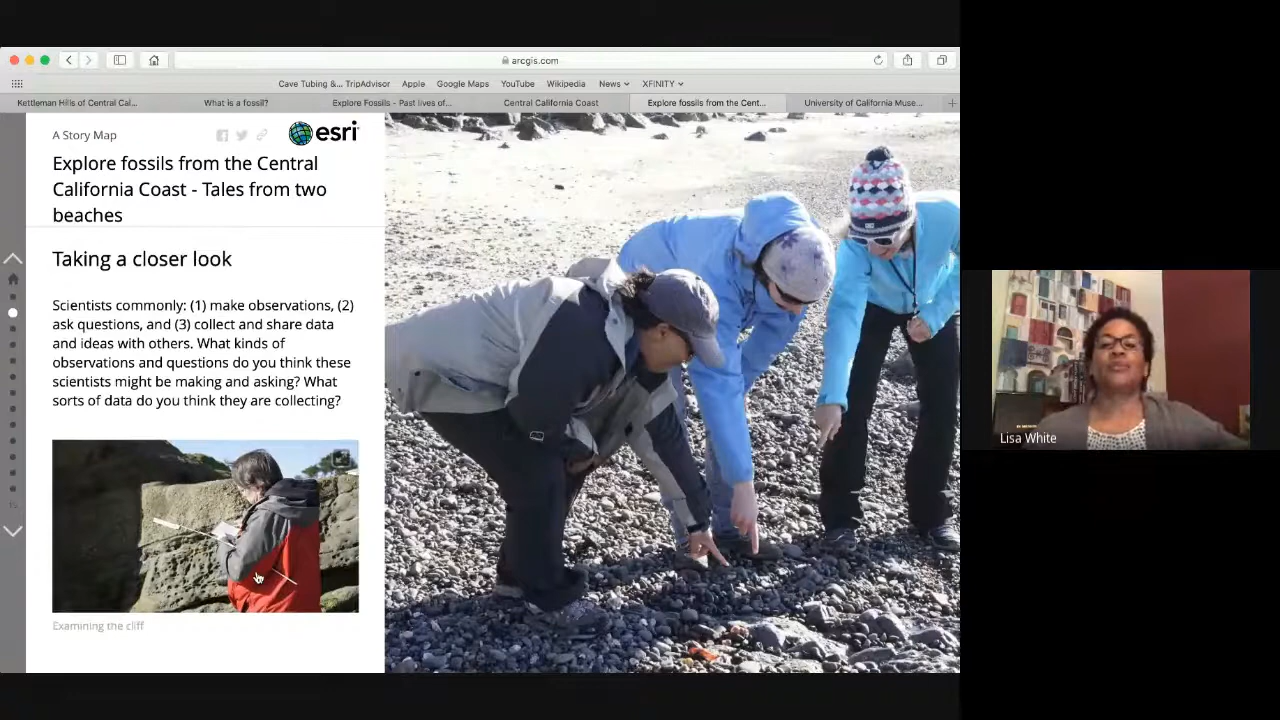 arcgis.com
Cave Tubing &... TripAdvisor Apple Google Maps YouTube Wikipedia News XFINITY
Kettleman Hills of Central Cal... What is a fossil? Explore Fossils - Past lives of... Central California Coast Explore fossils from the Cent... University of California Muse...
A Story Map
esri
Explore fossils from the Central
California Coast - Tales from two
beaches
Taking a closer look
Scientists commonly: (1) make observations, (2)
ask questions, and (3) collect and share data
and ideas with others. What kinds of
observations and questions do you think these
scientists might be making and asking? What
sorts of data do you think they are collecting?
Examining the cliff
Lisa White